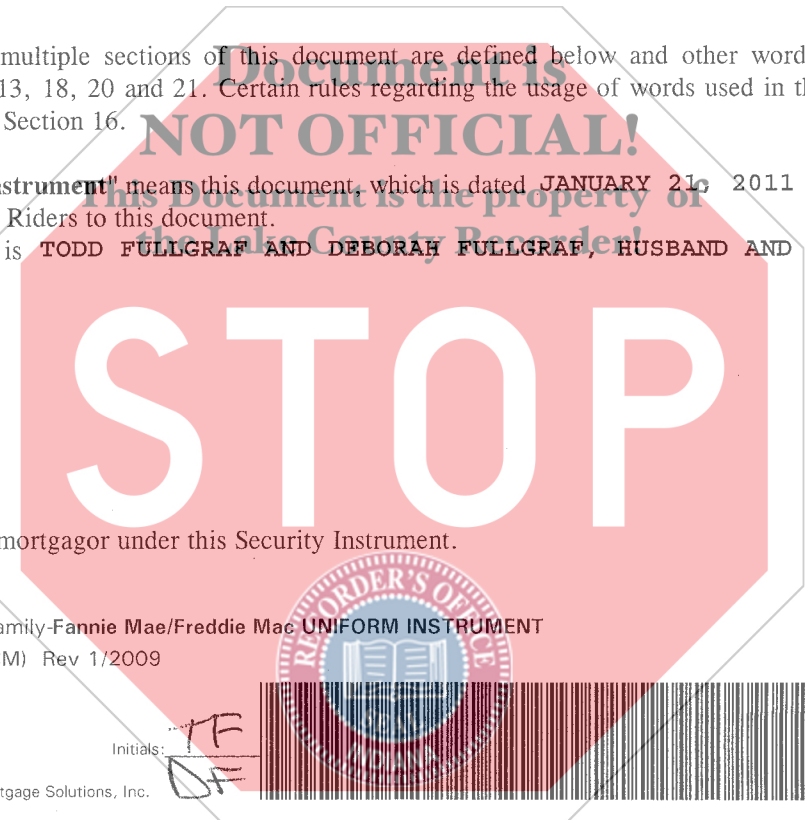 multiple sections of this document are defined below and other word
13, 18, 20 and 21. Certain rules regarding the usage of words used in th
Section 16.
Document is
NOT OFFICIAL!
This Document is the property of
the Lake County Recorder!
strument" means this document, which is dated JANUARY 21, 2011
Riders to this document.
is TODD FULLGRAF AND DEBORAH FULLGRAF, HUSBAND AND
STOP
mortgagor under this Security Instrument.
RECORDER'S OFFICE
SEAL
INDIANA
amily-Fannie Mae/Freddie Mac UNIFORM INSTRUMENT
M) Rev 1/2009
Initials: TF
DF
tgage Solutions, Inc.